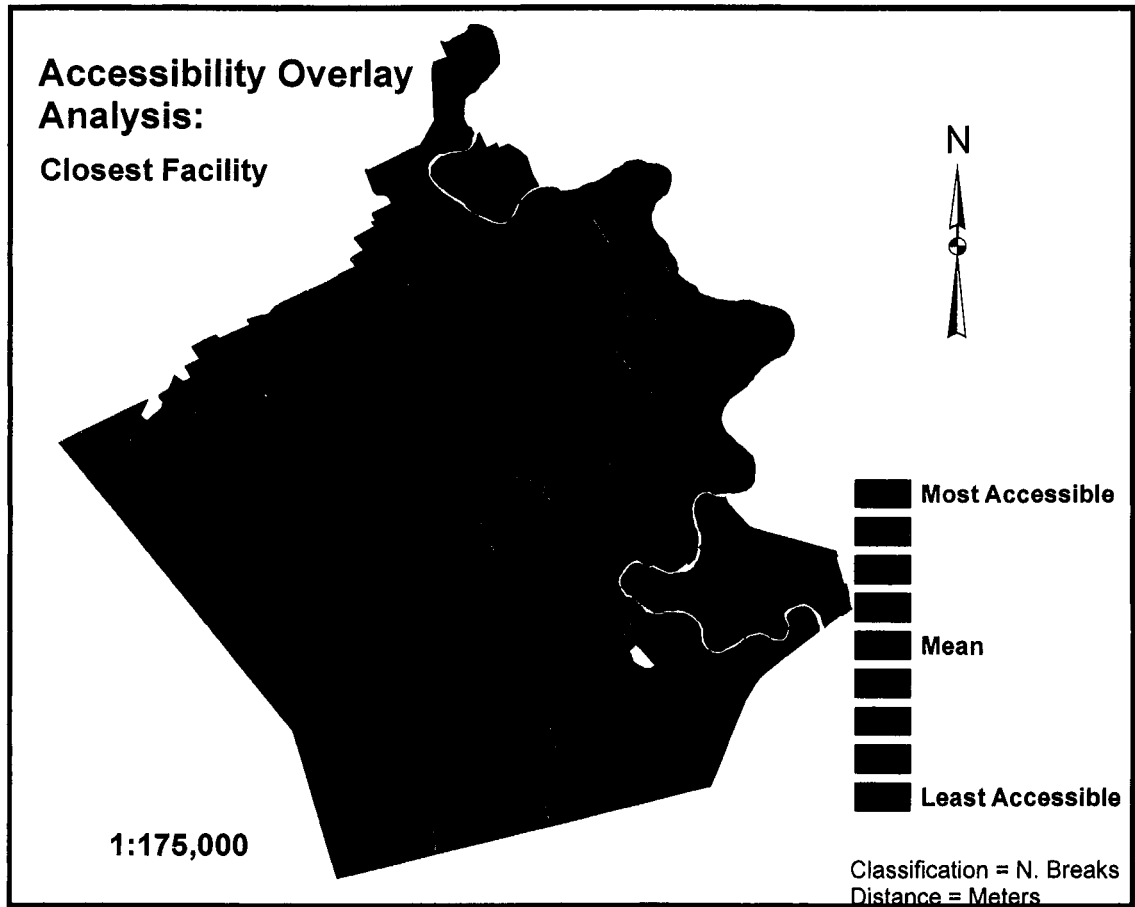 Accessibility Overlay
Analysis:
Closest Facility
N
Most Accessible
Mean
Least Accessible
1:175,000
Classification = N. Breaks
Distance = Meters